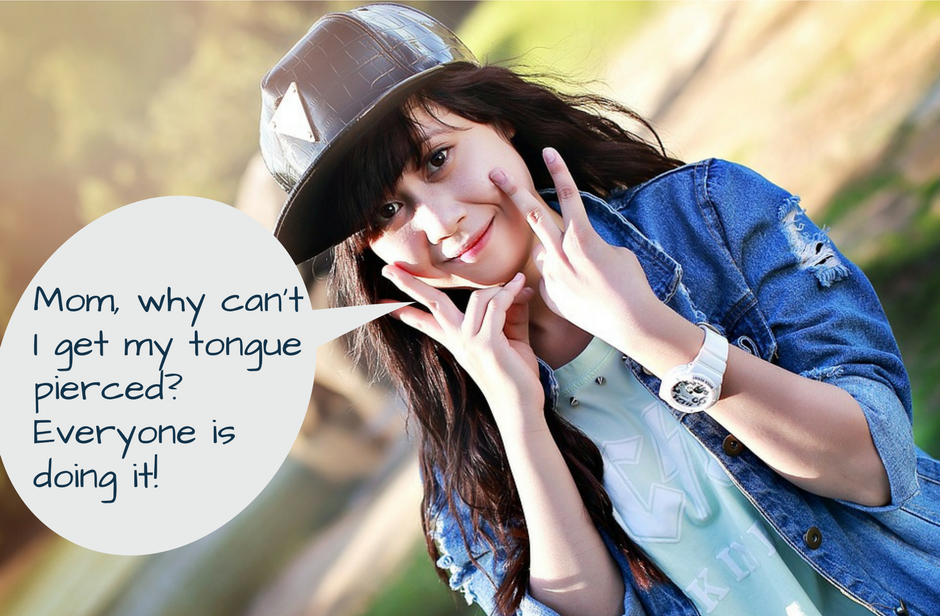 Mom, why can't
I get my tongue
pierced?
Everyone is
doing it!